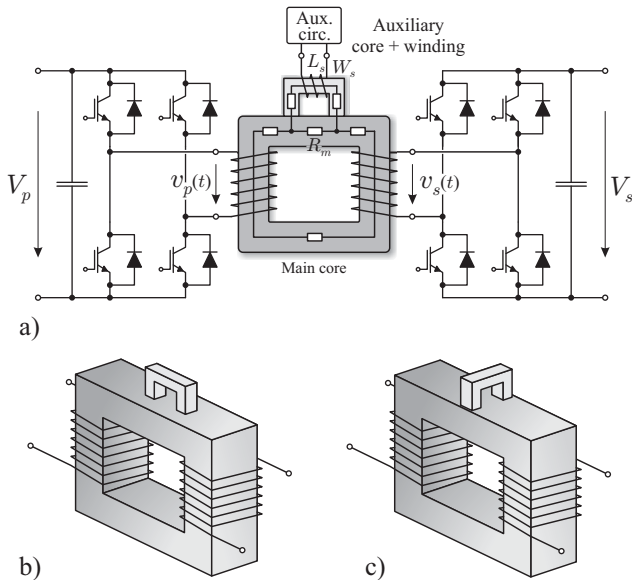 Aux.
circ.
Auxiliary
core + winding
L_s
W_s
R_m
V_p
v_p(t)
v_s(t)
V_s
Main core
a)
b)
c)